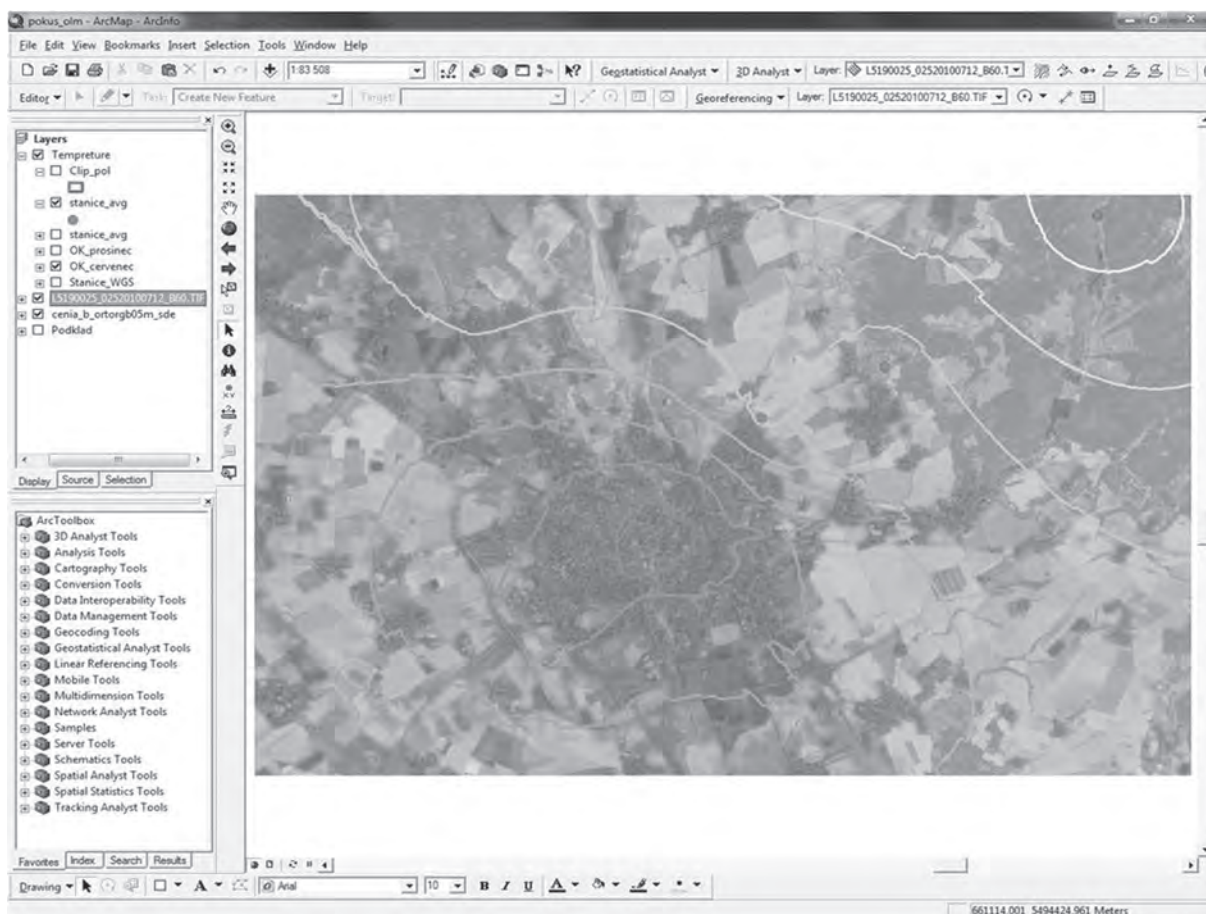 pokus_olm - ArcMap - ArcInfo
File Edit View Bookmarks Insert Selection Tools Window Help
1:83 508 Geostatistical Analyst 3D Analyst Layer: L5190025_02520100712_B60.T
Editor Task: Create New Feature Target: Georeferencing Layer: L5190025_02520100712_B60.TIF
Layers
Tempreture
Clip_pol
stanice_avg
stanice_avg
OK_prosinec
OK_cervenec
Stanice_WGS
L5190025_02520100712_B60.TIF
cenia_b_ortorgb05m_sde
Podklad
Display Source Selection
ArcToolbox
3D Analyst Tools
Analysis Tools
Cartography Tools
Conversion Tools
Data Interoperability Tools
Data Management Tools
Geocoding Tools
Geostatistical Analyst Tools
Linear Referencing Tools
Mobile Tools
Multidimension Tools
Network Analyst Tools
Samples
Server Tools
Schematics Tools
Spatial Analyst Tools
Spatial Statistics Tools
Tracking Analyst Tools
Favorites Index Search Results
Drawing A Arial 10 B I U A
661114.001 5494424.961 Meters